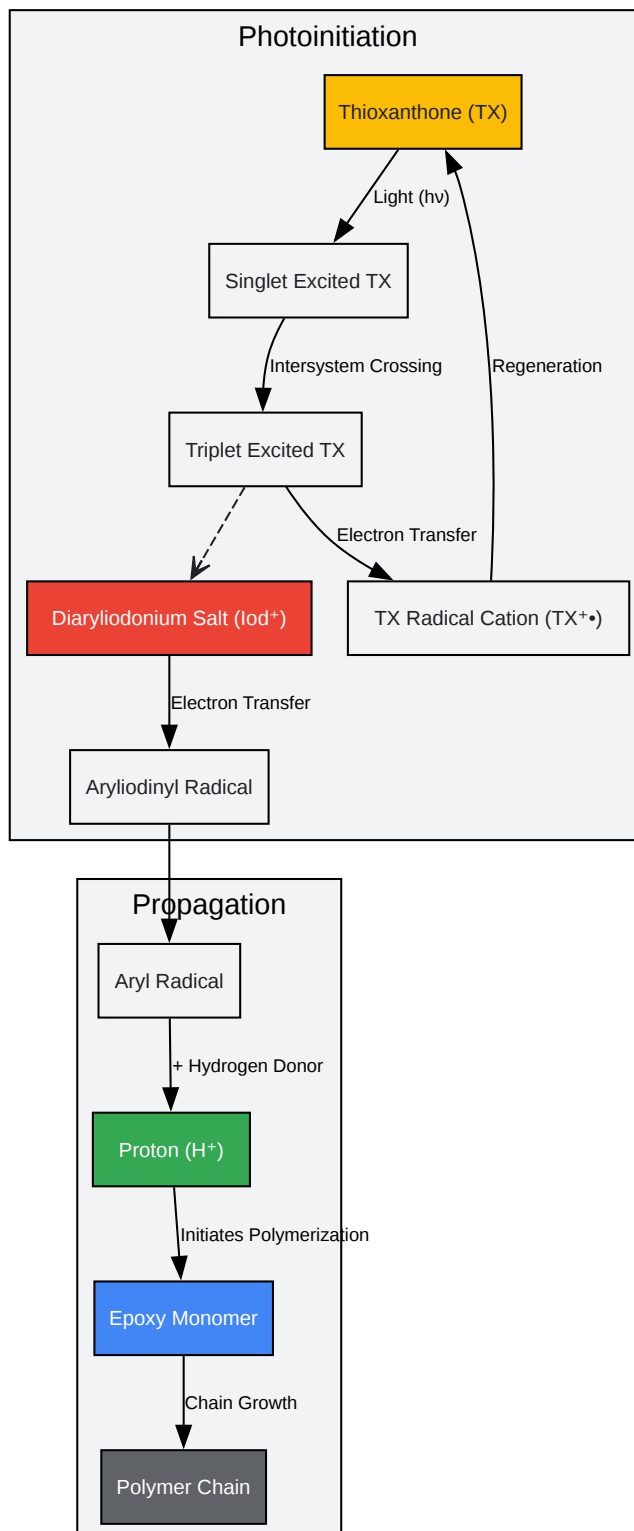 Photoinitiation
Thioxanthone (TX)
Light (hν)
Singlet Excited TX
Intersystem Crossing
Regeneration
Triplet Excited TX
Electron Transfer
Diaryliodonium Salt (Iod⁺)
TX Radical Cation (TX⁺•)
Electron Transfer
Aryliodinyl Radical
Propagation
Aryl Radical
+ Hydrogen Donor
Proton (H⁺)
Initiates Polymerization
Epoxy Monomer
Chain Growth
Polymer Chain